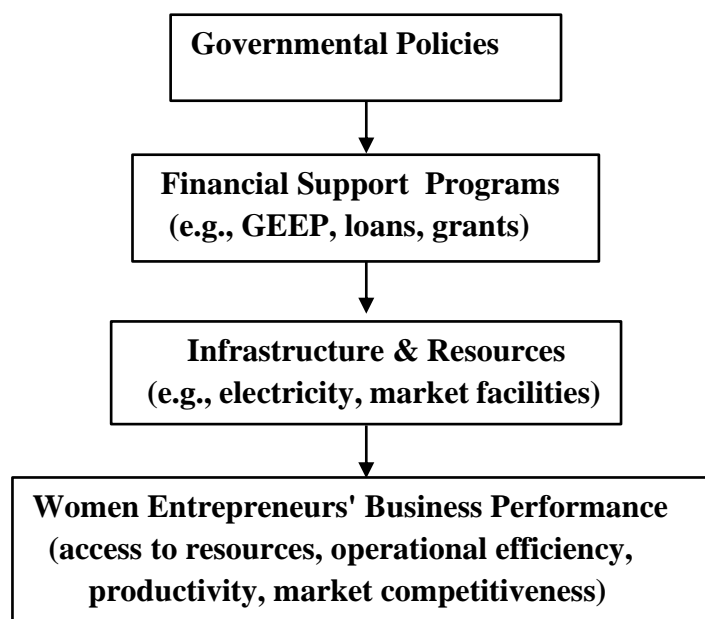 Governmental Policies
Financial Support Programs
(e.g., GEEP, loans, grants)
Infrastructure & Resources
(e.g., electricity, market facilities)
Women Entrepreneurs' Business Performance
(access to resources, operational efficiency,
productivity, market competitiveness)